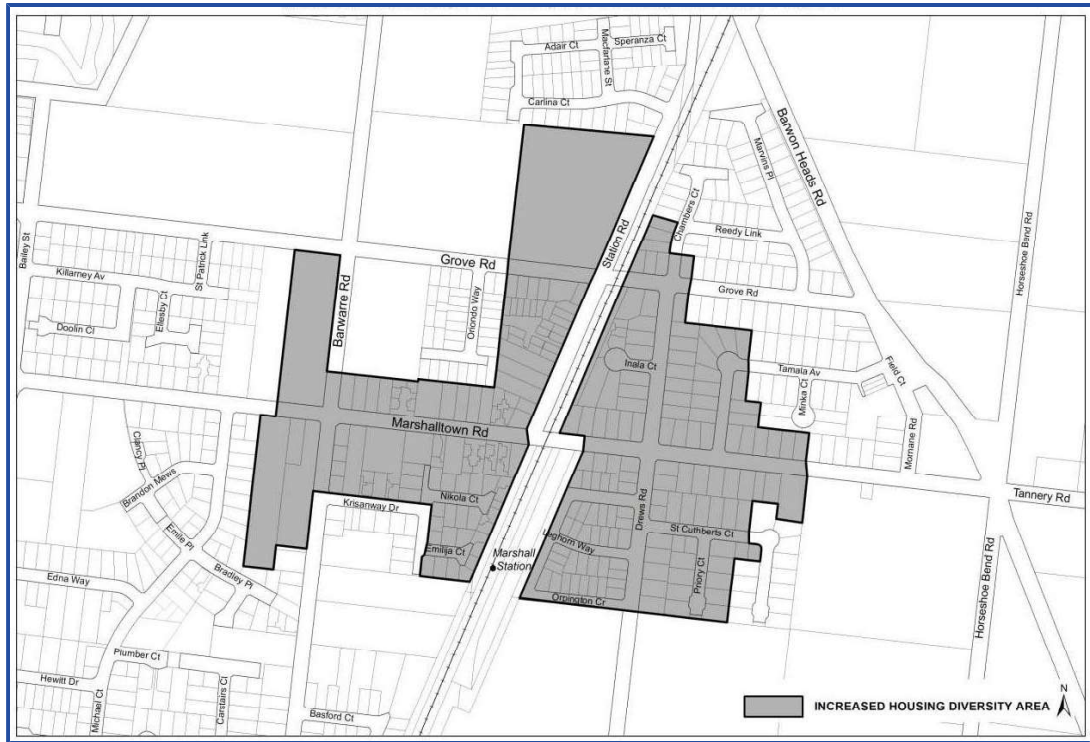 Adair Ct
Macfarlane St
Speranza Ct
Carlina Ct
Barwon Heads Rd
Marvins Pl
Chambers Ct
Reedy Link
Horseshoe Bend Rd
Station Rd
Bailey St
St Patrick Link
Killarney Av
Ellesby Ct
Doolin Cl
Barwarre Rd
Grove Rd
Oriondo Way
Grove Rd
Inala Ct
Tamala Av
Minka Ct
Field Ct
Mornane Rd
Marshalltown Rd
Clancy Pl
Brandon Mews
Emilie Pl
Bradley Pl
Edna Way
Nikola Ct
Krisanway Dr
Emilja Ct
Marshall
Station
Drews Rd
St Cuthberts Ct
Leghorn Way
Priory Ct
Orpington Cr
Tannery Rd
Horseshoe Bend Rd
Plumber Ct
Hewitt Dr
Michael Ct
Carstairs Ct
Basford Ct
INCREASED HOUSING DIVERSITY AREA
N